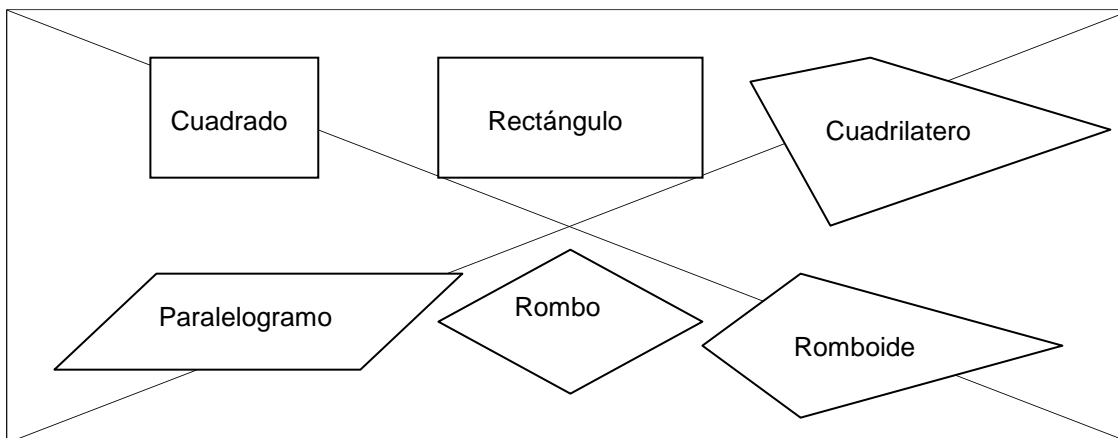 Cuadrado
Rectángulo
Cuadrilatero
Paralelogramo
Rombo
Romboide